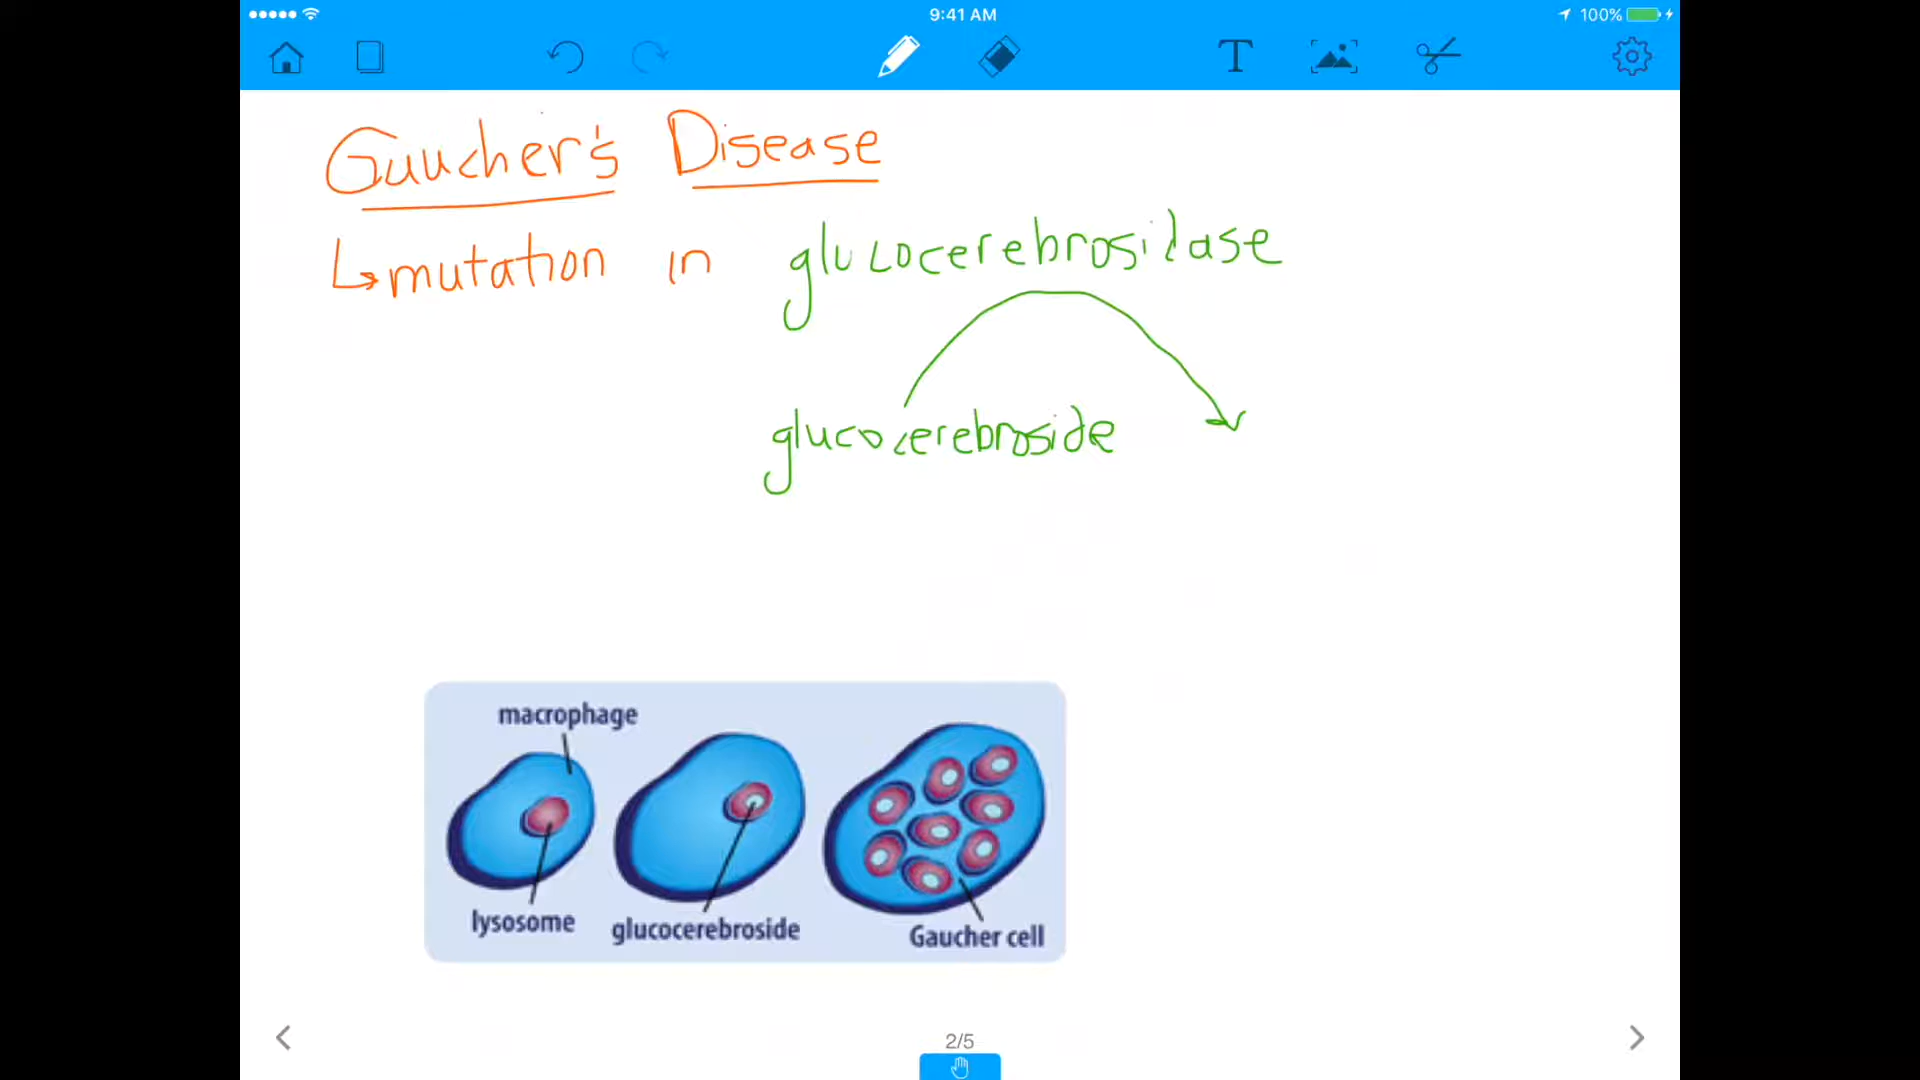 9:41 AM
100%
T
Gaucher's Disease
mutation in glucocerebrosidase
glucocerebroside
macrophage
lysosome
glucocerebroside
Gaucher cell
2/5